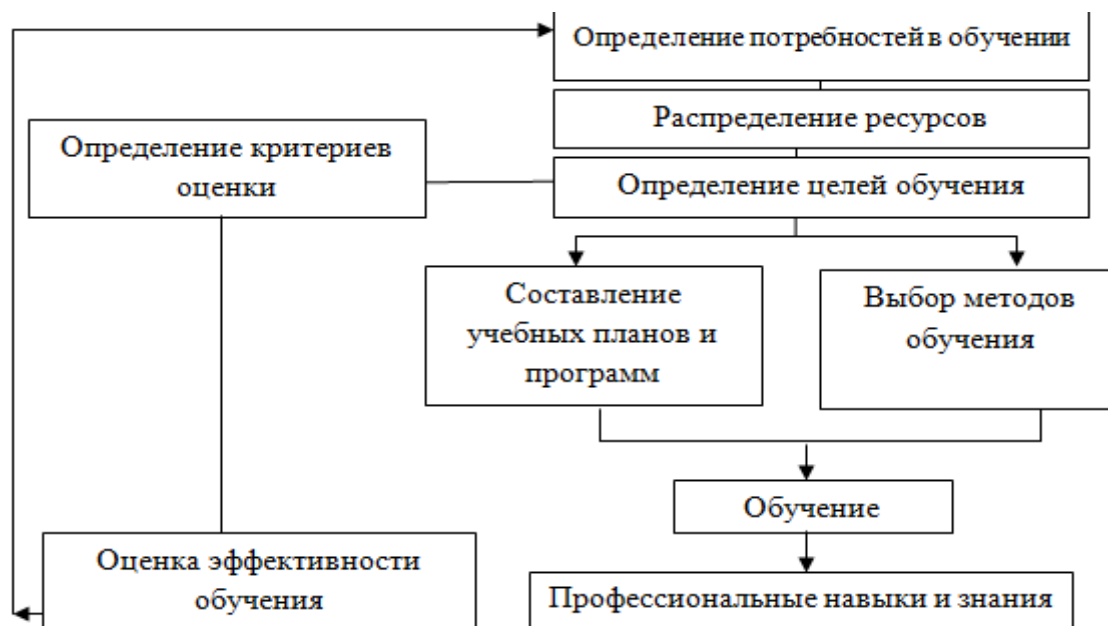 Определение потребностей в обучении
Распределение ресурсов
Определение критериев
оценки
Определение целей обучения
Составление
учебных планов и
программ
Выбор методов
обучения
Обучение
Оценка эффективности
обучения
Профессиональные навыки и знания